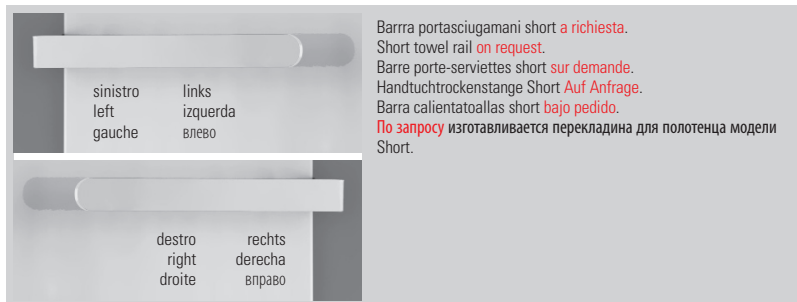 sinistro links
left izquerda
gauche влево
destro rechts
right derecha
droite вправо
Barrra portasciugamani short a richiesta.
Short towel rail on request.
Barre porte-serviettes short sur demande.
Handtuchtrockenstange Short Auf Anfrage.
Barra calientatoallas short bajo pedido.
По запросу изготавливается перекладина для полотенца модели
Short.